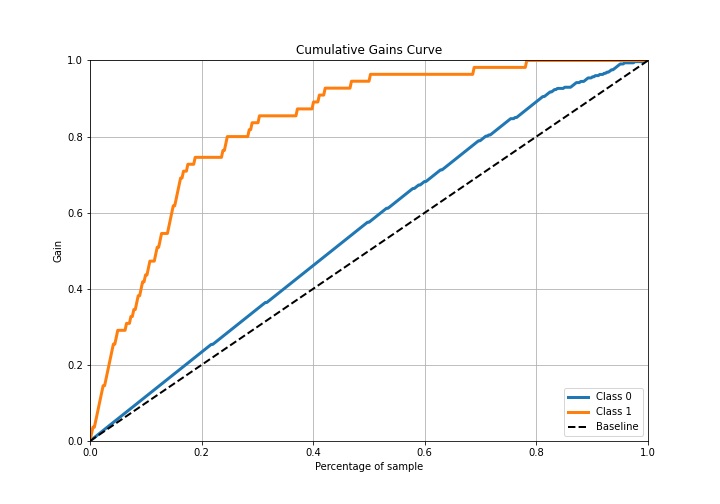 Cumulative Gains Curve
Gain
1.0
0.8
0.6
0.4
0.2
0.0
Class 0
Class 1
Baseline
0.0 0.2 0.4 0.6 0.8 1.0
Percentage of sample